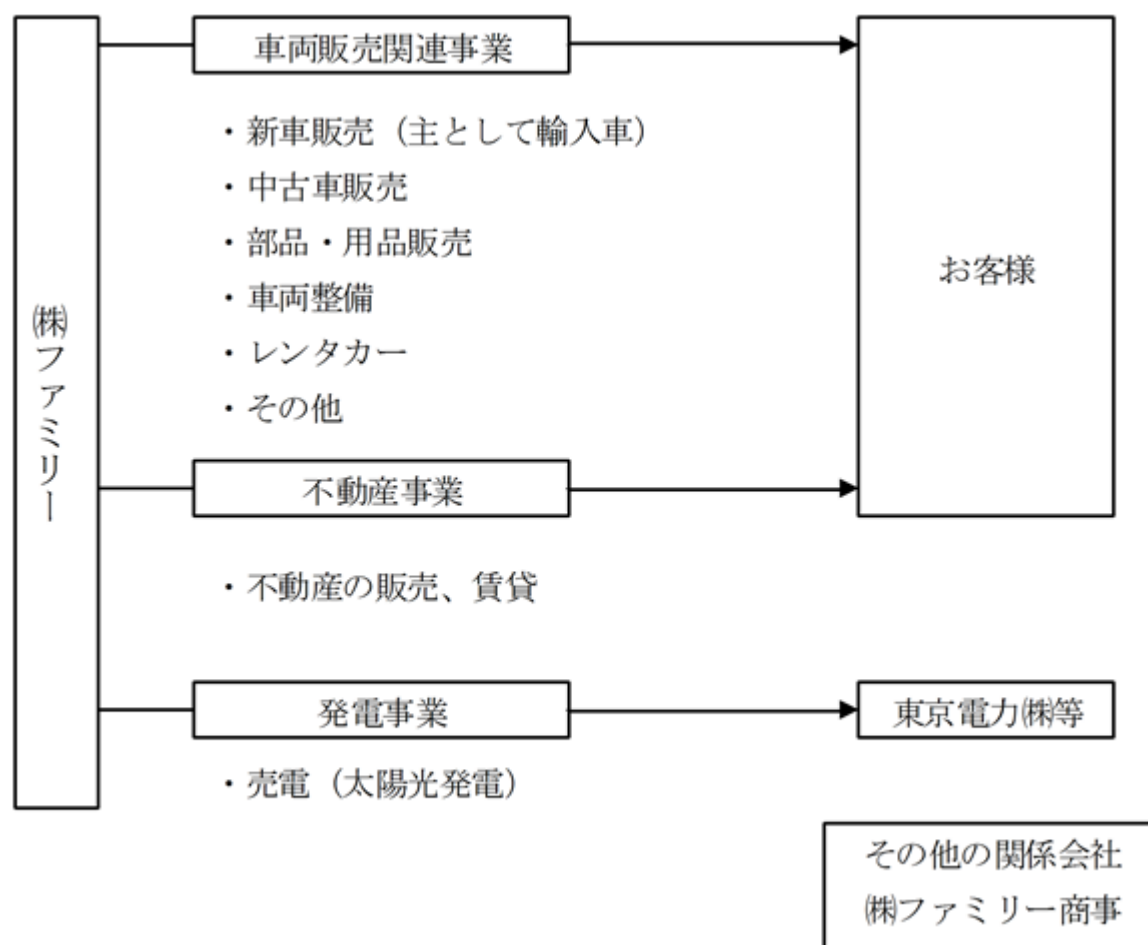 ㈱ファミリー
車両販売関連事業
・新車販売（主として輸入車）
・中古車販売
・部品・用品販売
・車両整備
・レンタカー
・その他
お客様
不動産事業
・不動産の販売、賃貸
発電事業
東京電力㈱等
・売電（太陽光発電）
その他の関係会社
㈱ファミリー商事